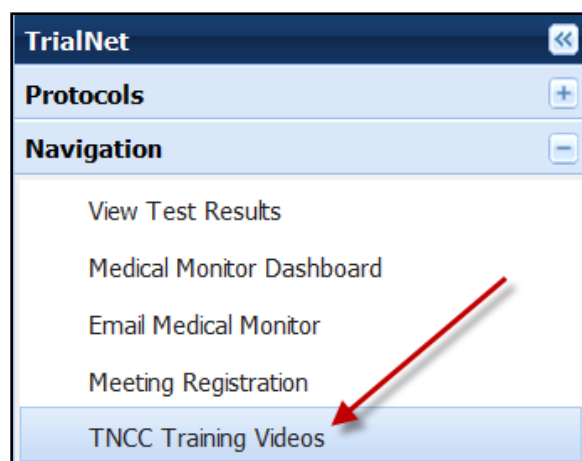 TrialNet
Protocols
Navigation
View Test Results
Medical Monitor Dashboard
Email Medical Monitor
Meeting Registration
TNCC Training Videos